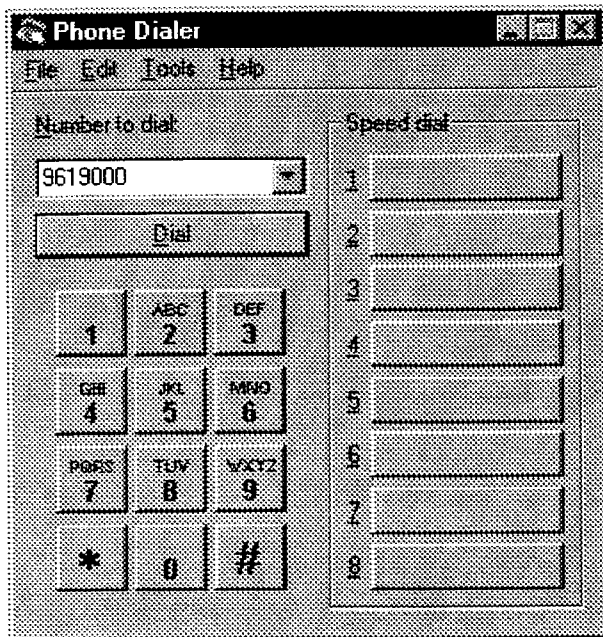 Phone Dialer
File Edit Tools Help
Number to dial:
9619000
Dial
1
ABC
2
DEF
3
GHI
4
JKL
5
MNO
6
PQRS
7
TUV
8
WXYZ
9
*
0
#
Speed dial
1
2
3
4
5
6
7
8